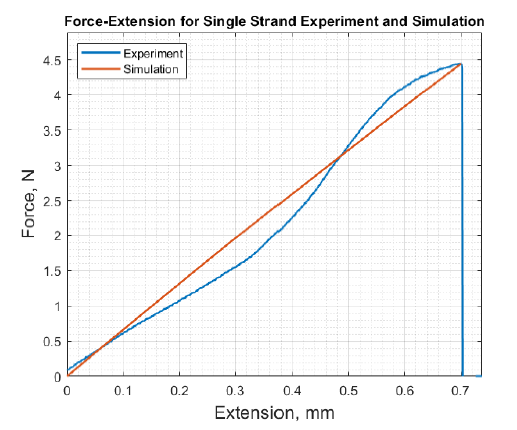 Force-Extension for Single Strand Experiment and Simulation
Experiment
Simulation
4.5
4
3.5
3
2.5
2
1.5
1
0.5
0
Force, N
0 0.1 0.2 0.3 0.4 0.5 0.6 0.7
Extension, mm